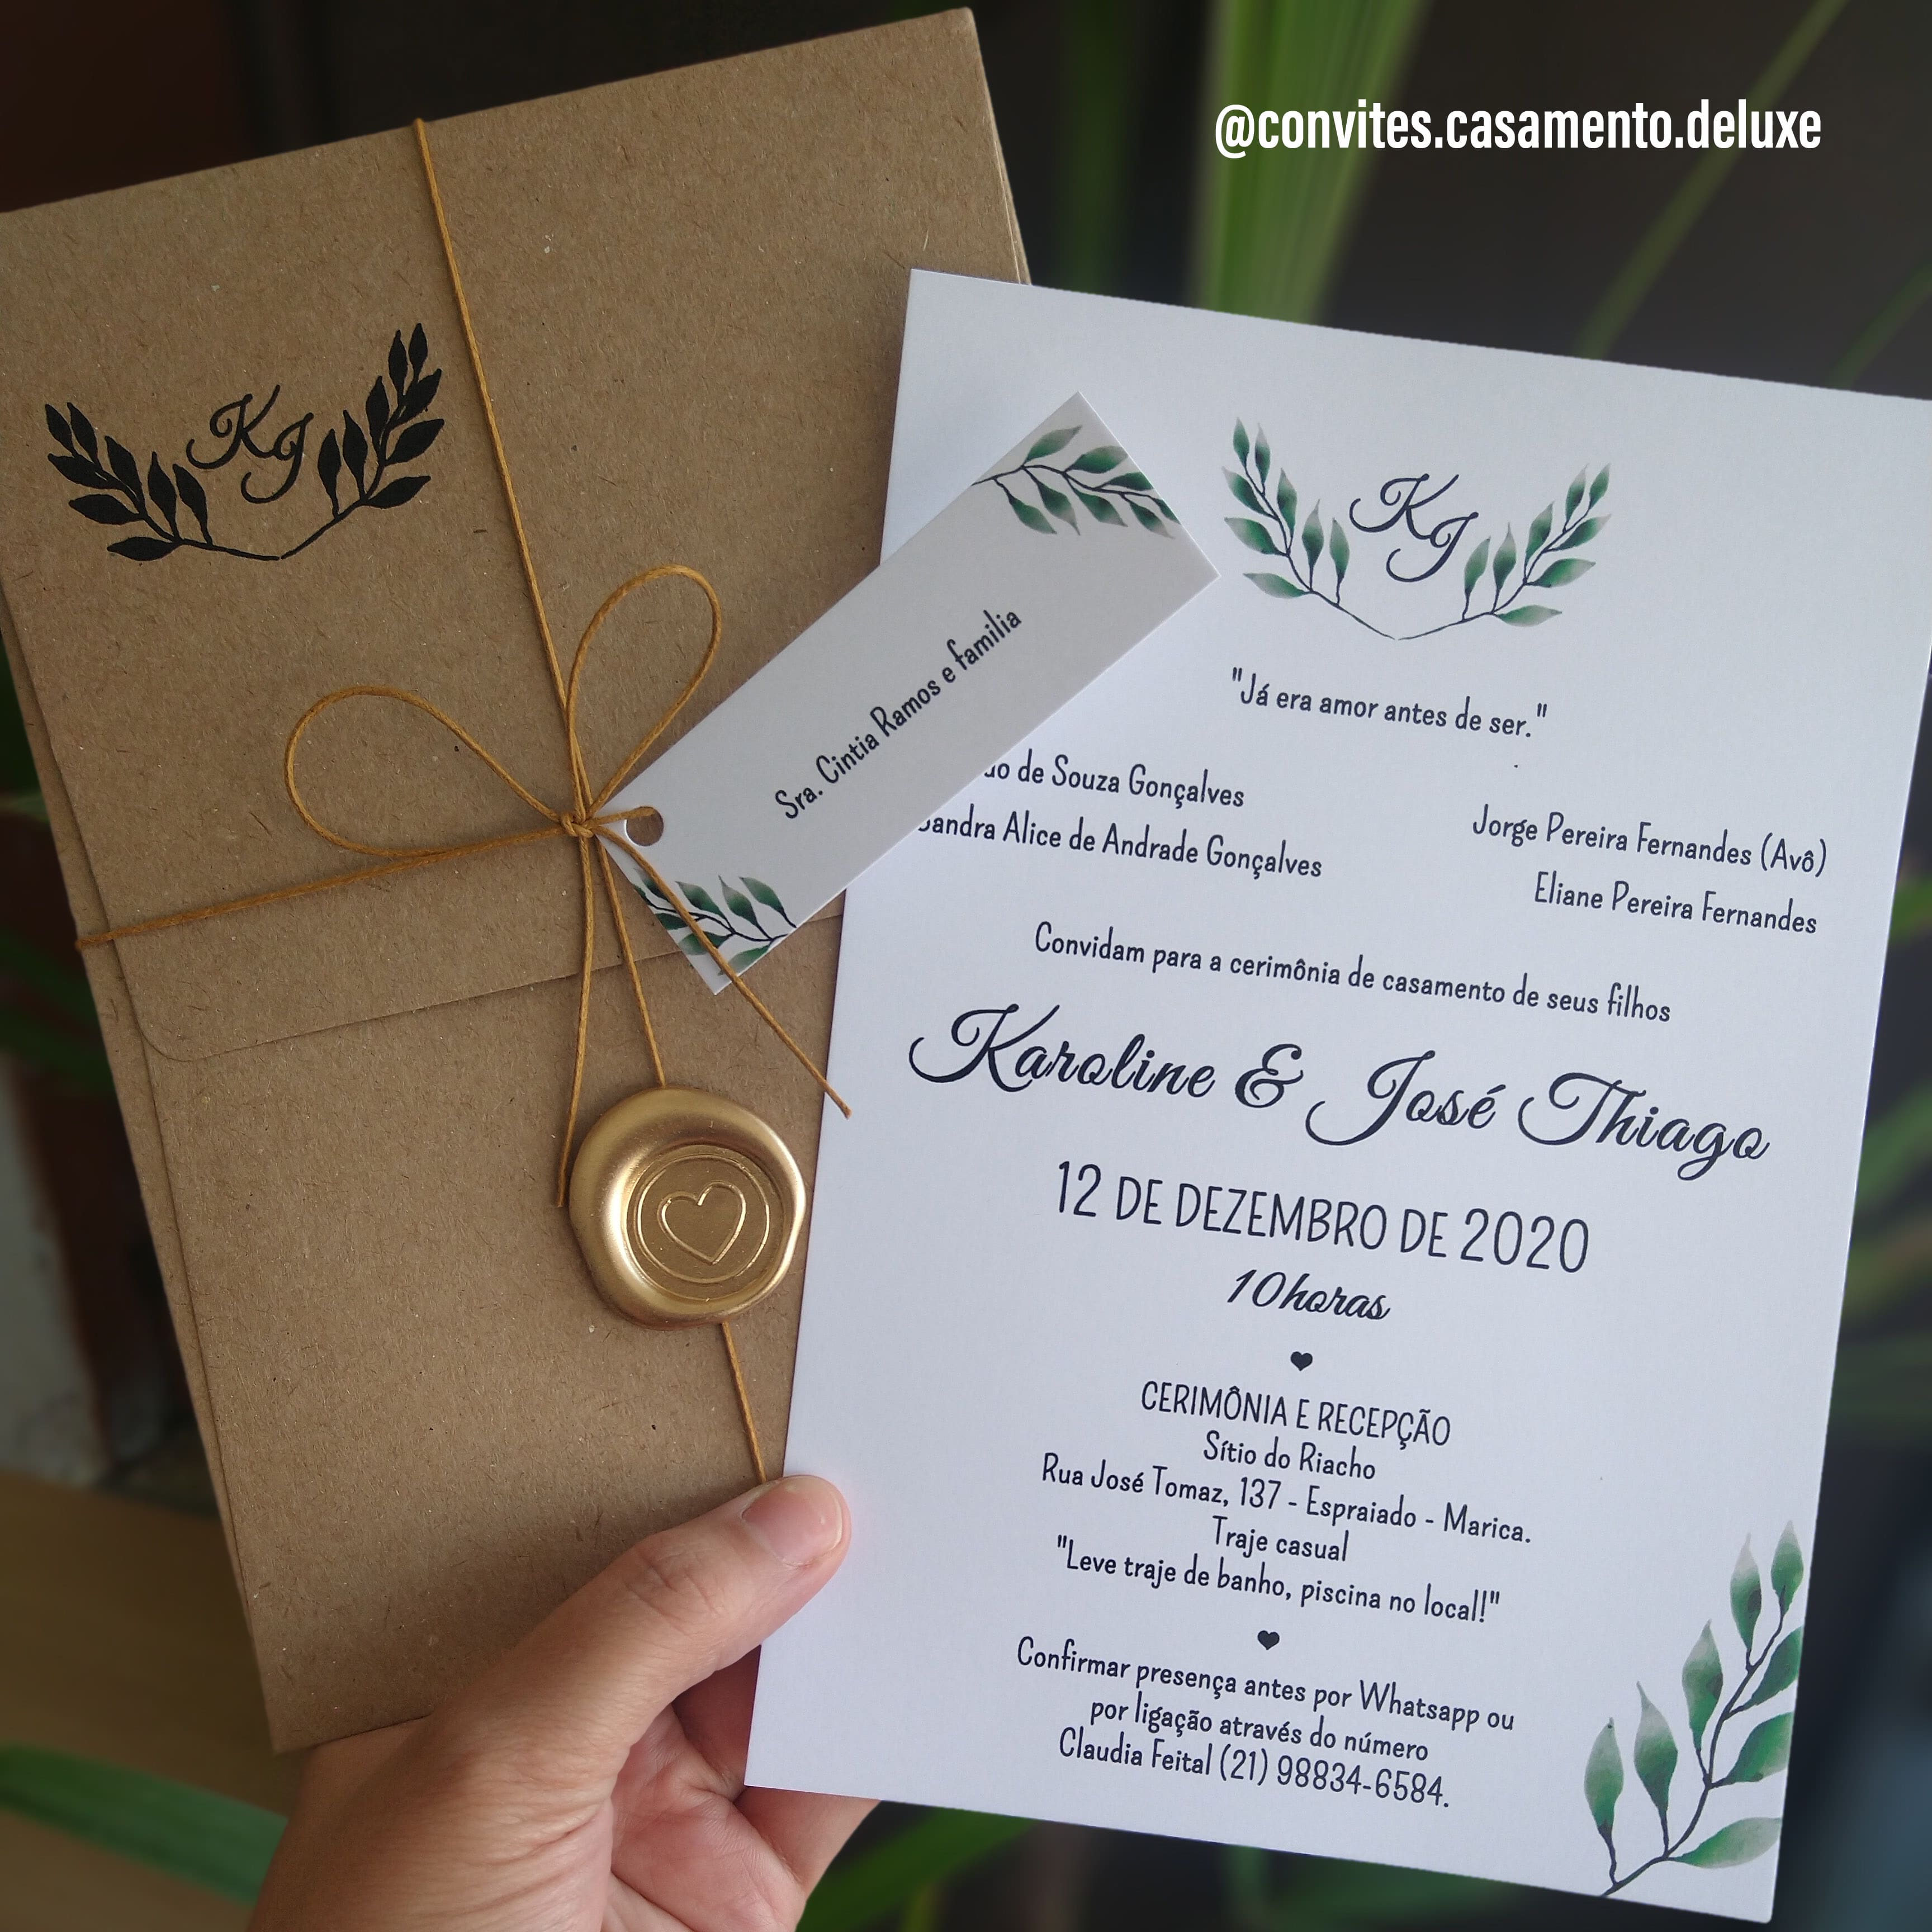 @convites.casamento.deluxe
KJ
Sra. Cintia Ramos e familia
KJ
"Já era amor antes de ser."
de Souza Gonçalves
Alice de Andrade Gonçalves
Jorge Pereira Fernandes (Avô)
Eliane Pereira Fernandes
Convidam para a cerimônia de casamento de seus filhos
Karoline & José Thiago
12 DE DEZEMBRO DE 2020
10horas
CERIMÔNIA E RECEPÇÃO
Sítio do Riacho
Rua José Tomaz, 137 - Espraiado - Marica.
Traje casual
"Leve traje de banho, piscina no local!"
Confirmar presença antes por Whatsapp ou
por ligação através do número
Claudia Feital (21) 98834-6584.